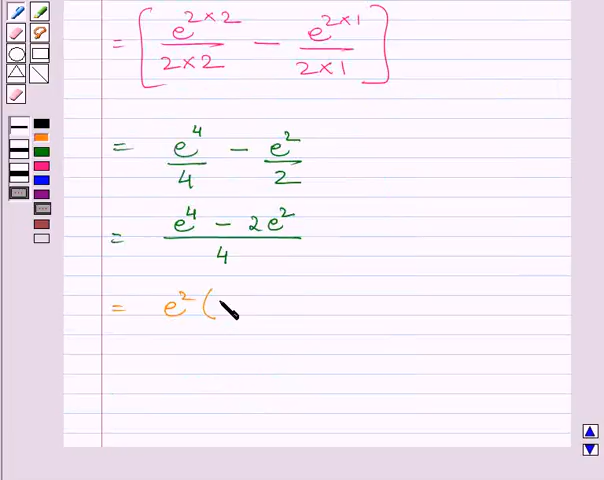 = [ e^{2×2} / 2×2 − e^{2×1} / 2×1 ]
= e^4 / 4 − e^2 / 2
= e^4 − 2e^2 / 4
= e^2 (